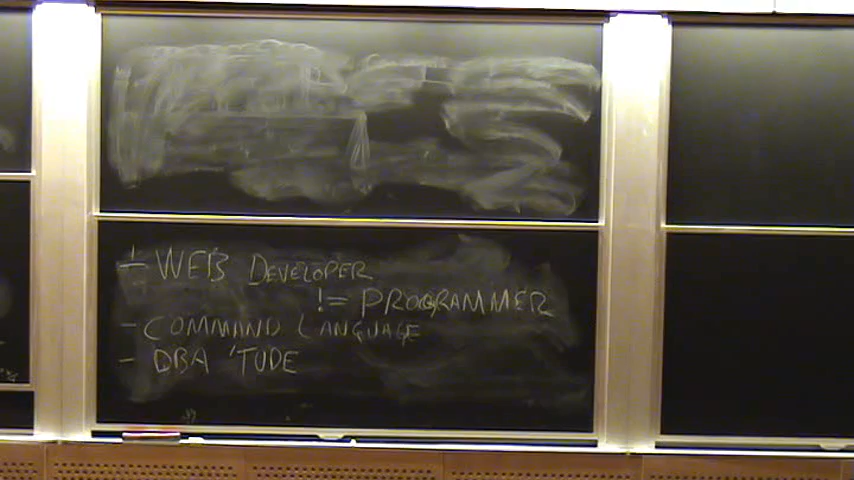 - WEB DEVELOPER
!= PROGRAMMER
- COMMAND LANGUAGE
- DBA 'TUDE